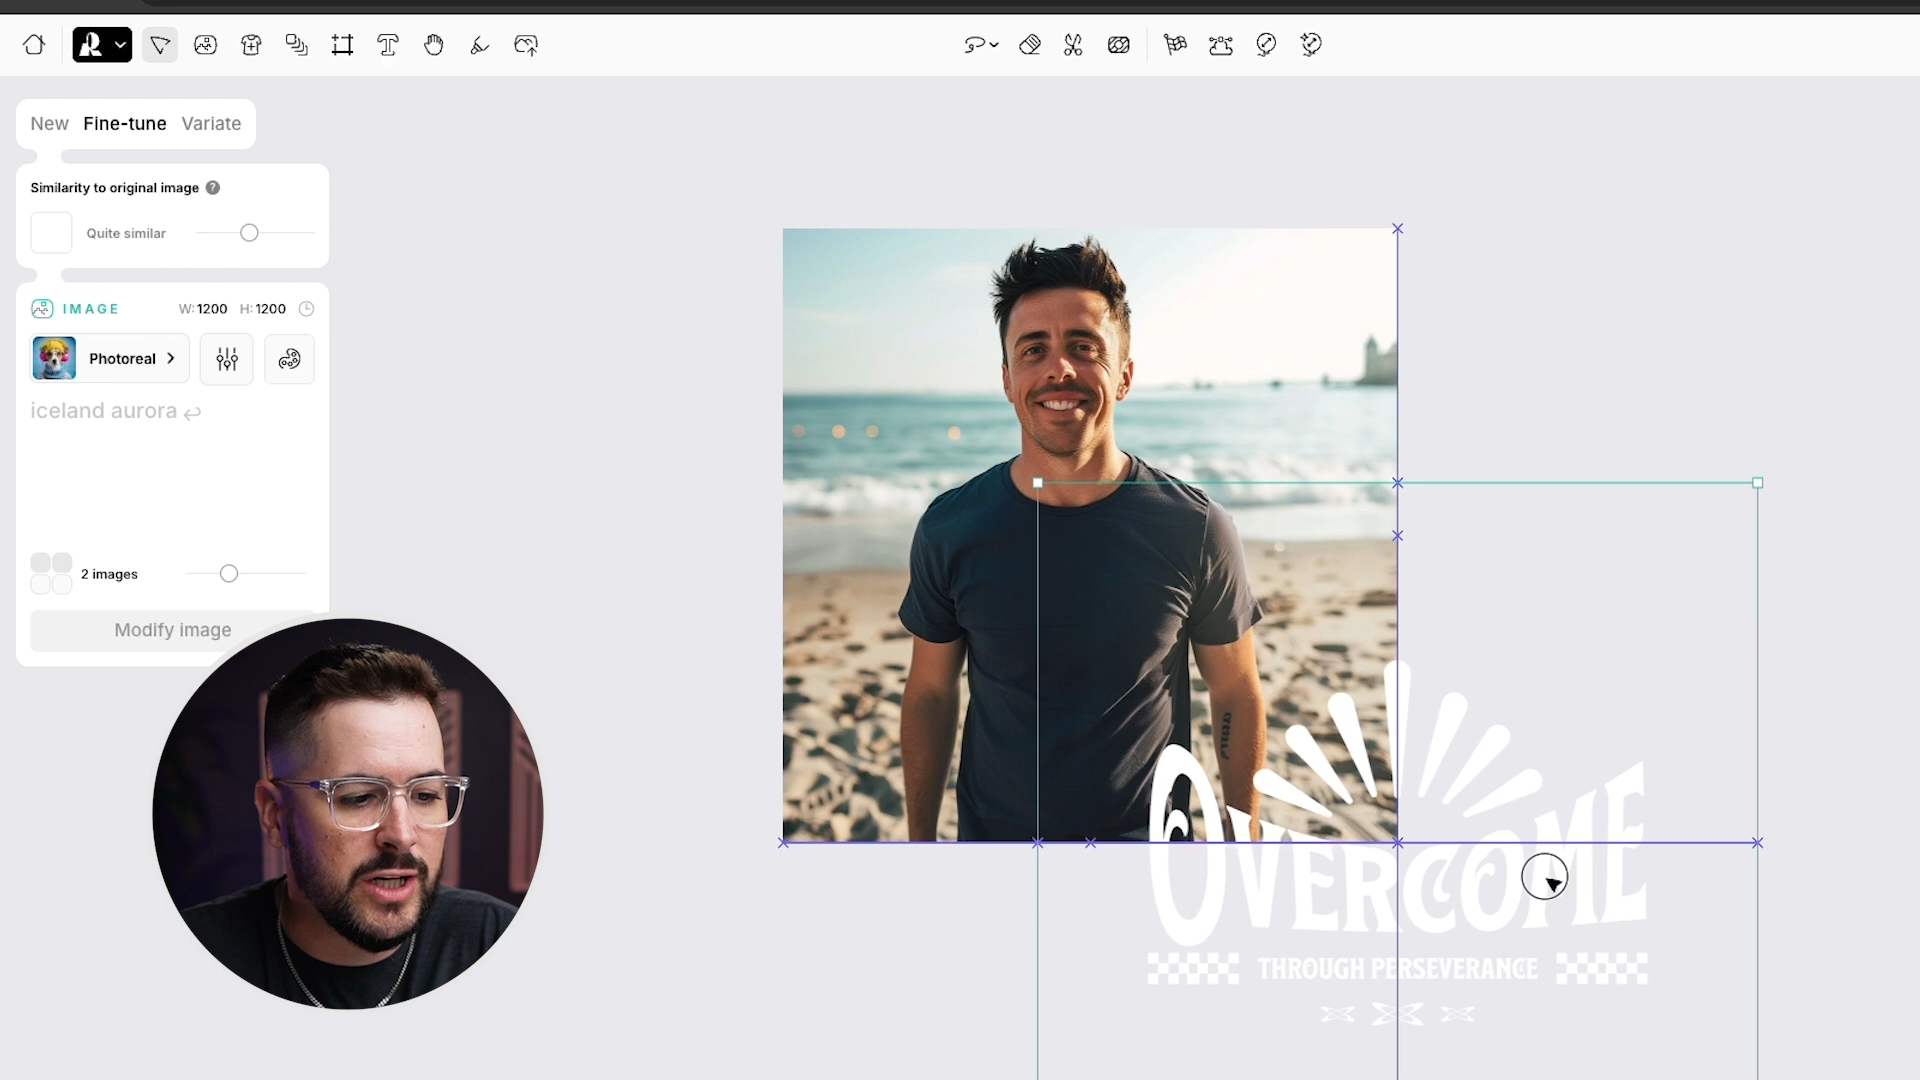 New Fine-tune Variate
Similarity to original image ?
Quite similar
IMAGE W: 1200 H: 1200
Photoreal
iceland aurora
2 images
Modify image
OVERCOME
THROUGH PERSEVERANCE